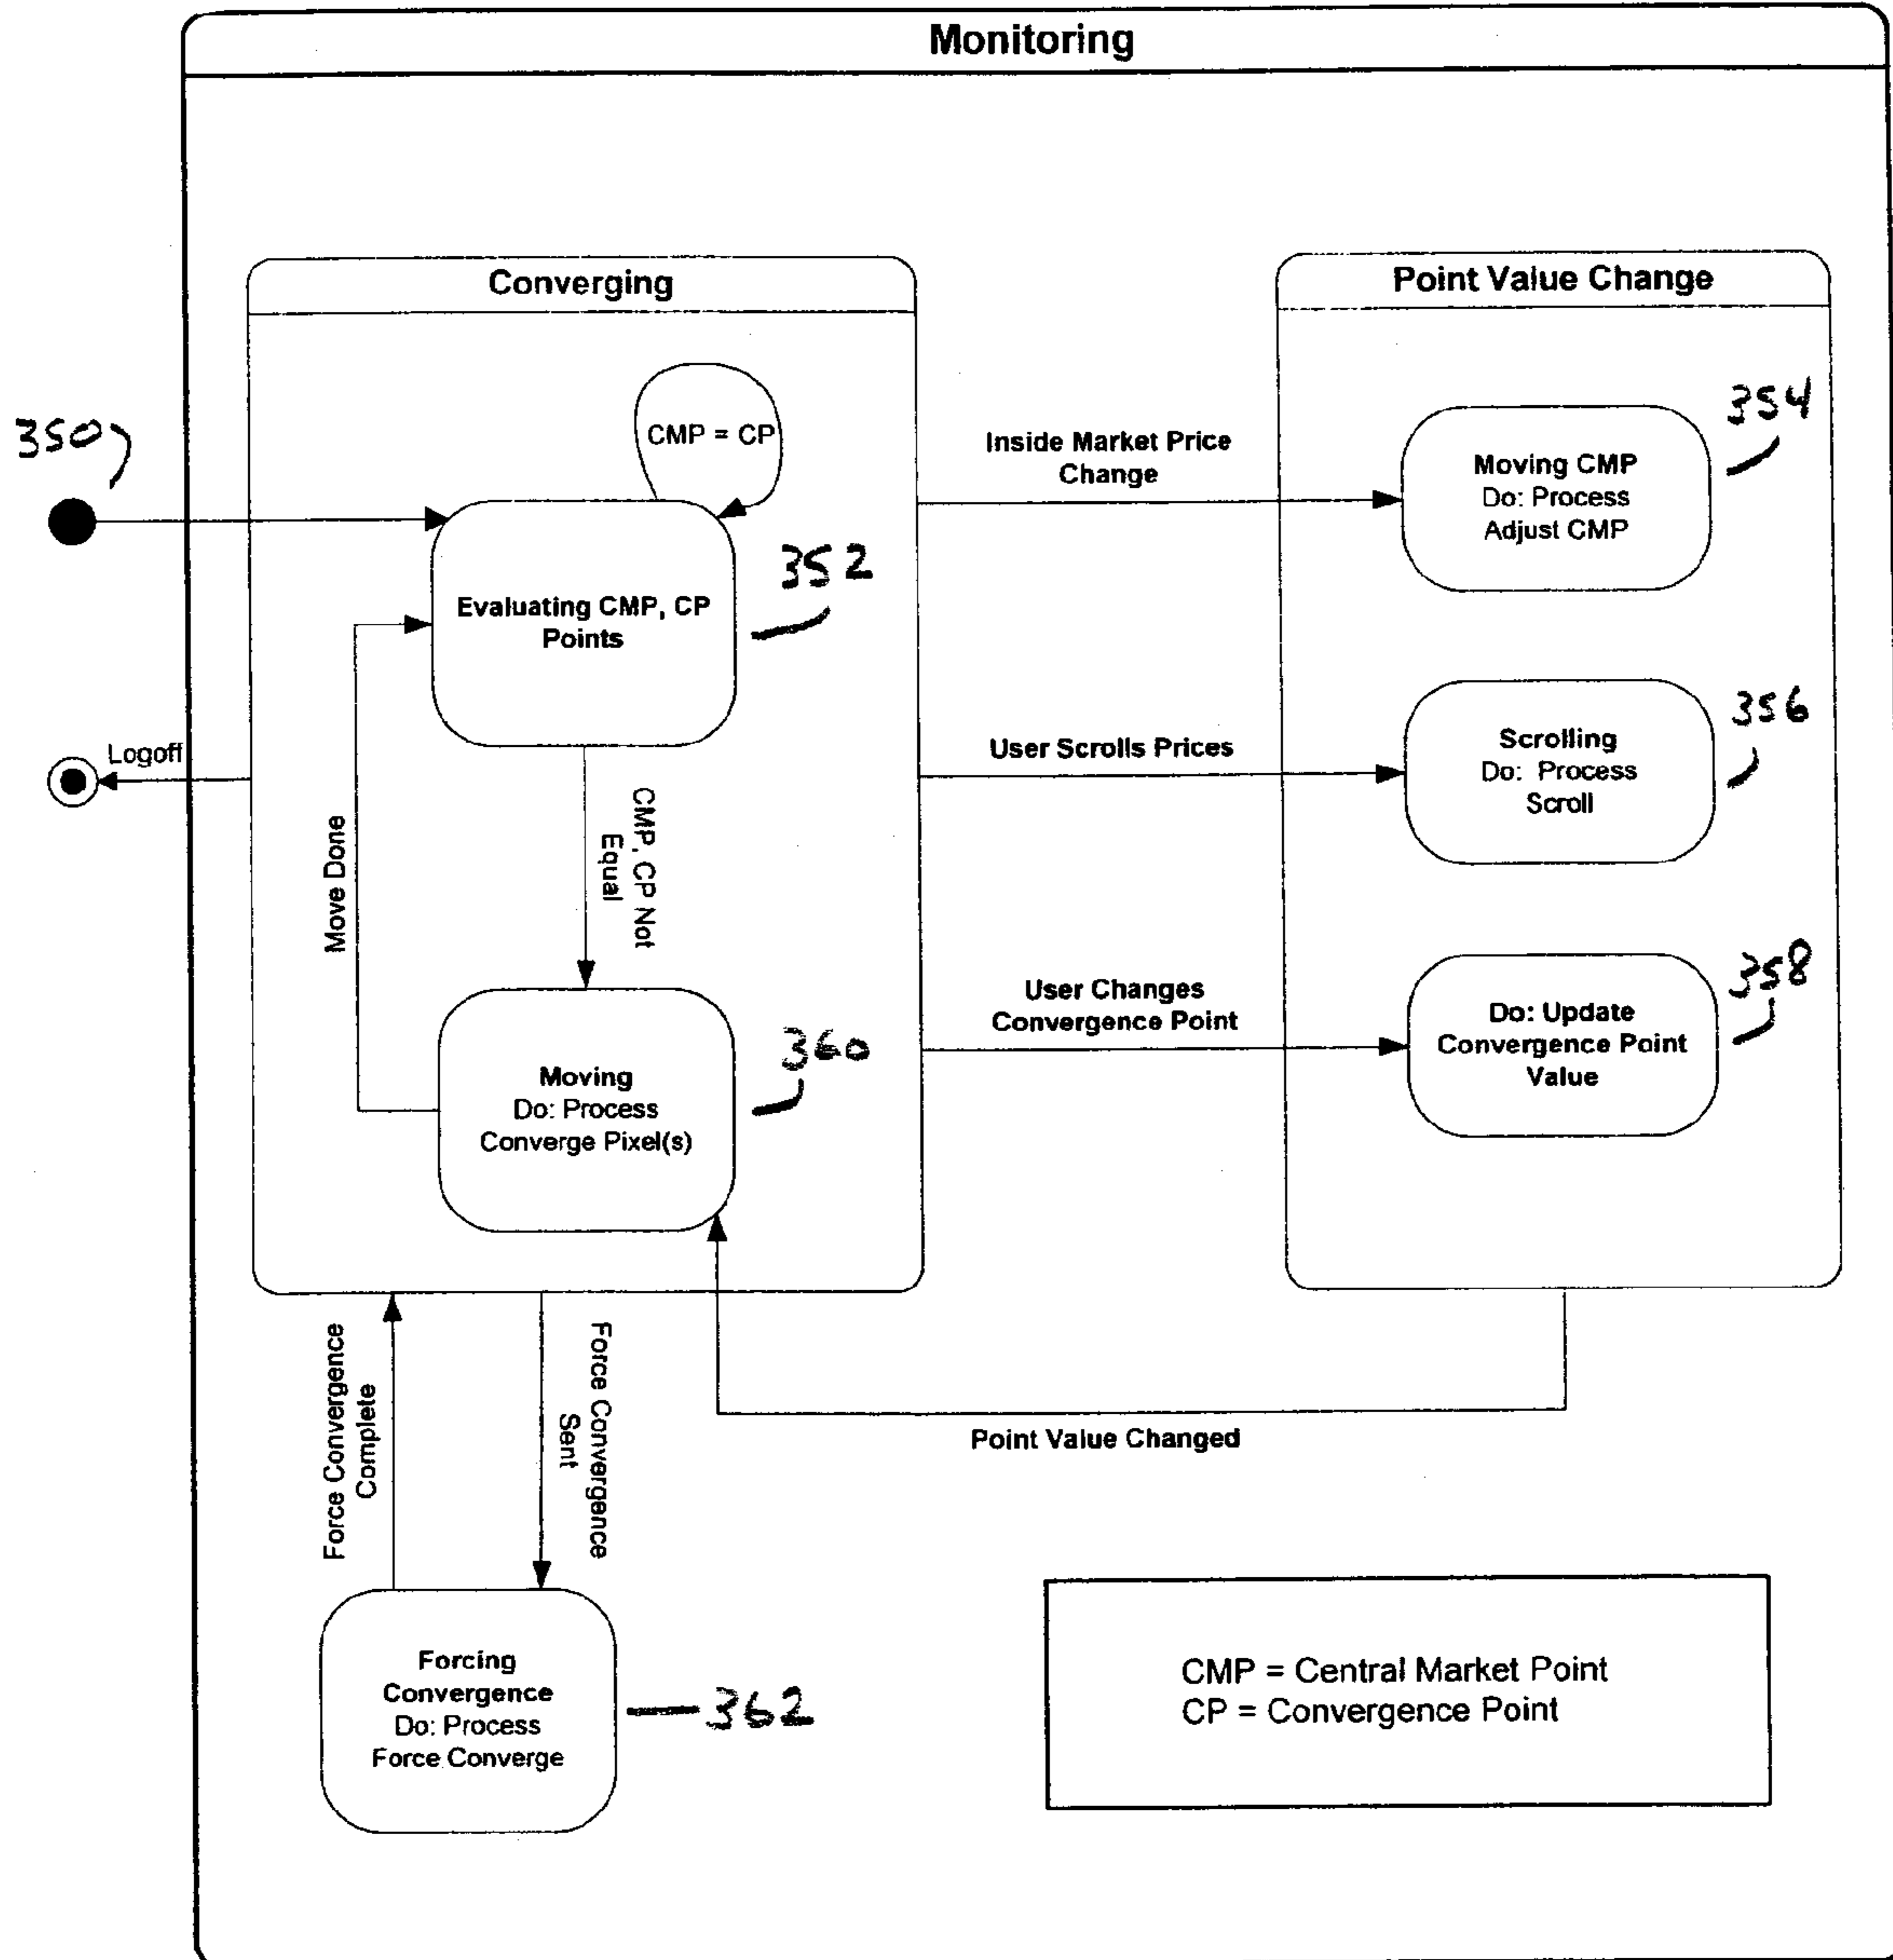 Monitoring
Converging
Point Value Change
350
CMP = CP
Inside Market Price
Change
354
Moving CMP
Do: Process
Adjust CMP
352
Evaluating CMP, CP
Points
Logoff
User Scrolls Prices
356
Scrolling
Do: Process
Scroll
Move Done
CMP, CP Not
Equal
User Changes
Convergence Point
358
Do: Update
Convergence Point
Value
360
Moving
Do: Process
Converge Pixel(s)
Force Convergence
Complete
Force Convergence
Sent
Point Value Changed
Forcing
Convergence
Do: Process
Force Converge
362
CMP = Central Market Point
CP = Convergence Point